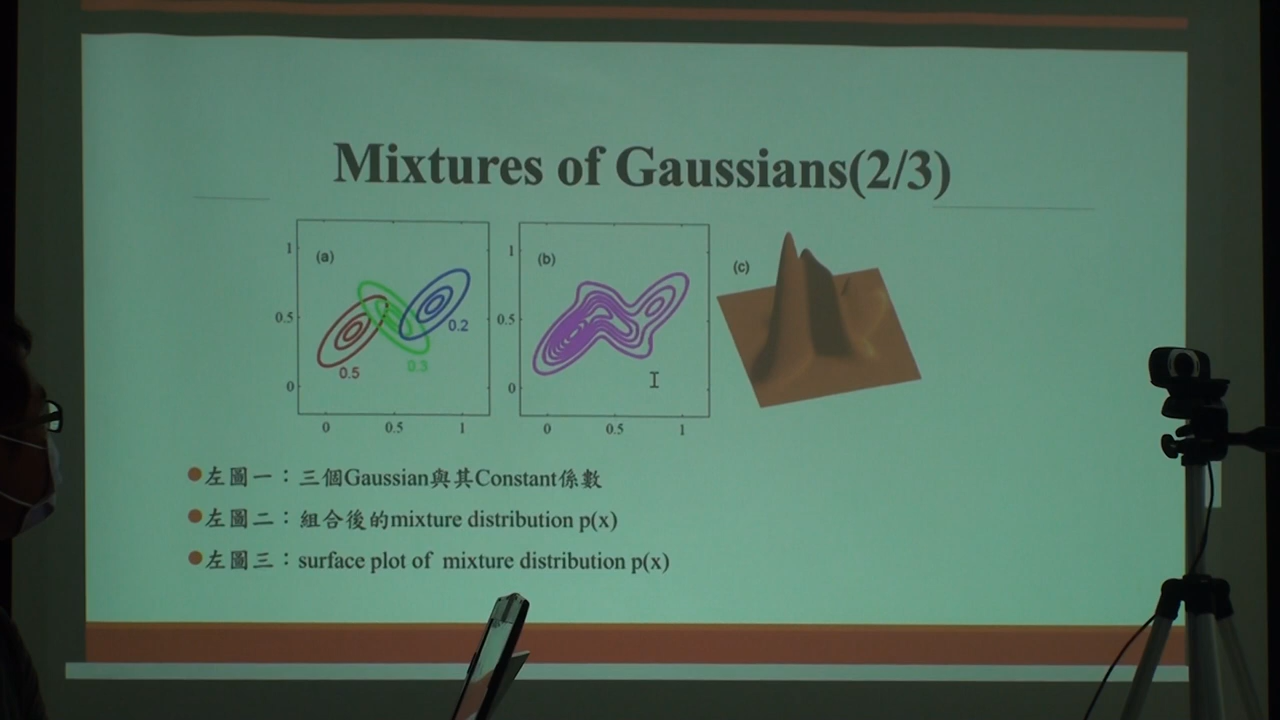 Mixtures of Gaussians(2/3)
(a)
1
0.5
0
0
0.5
1
0.5
0.3
0.2
(b)
1
0.5
0
0
0.5
1
(c)
左圖一：三個Gaussian與其Constant係數
左圖二：組合後的mixture distribution p(x)
左圖三：surface plot of mixture distribution p(x)